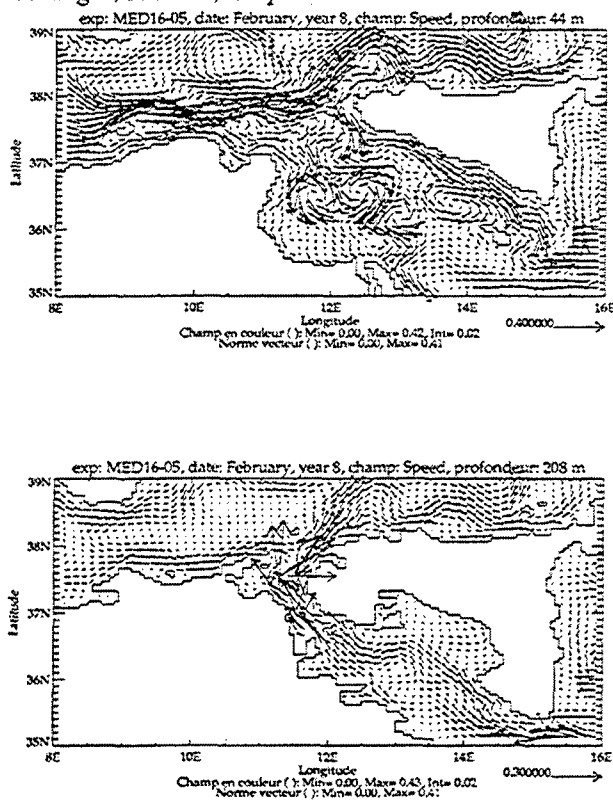 exp: MED16-05, date: February, year 8, champ: Speed, profondeur: 44 m
39N
38N
37N
36N
35N
Latitude
8E 10E 12E 14E 16E
Longitude
Champ en couleur ( ): Min= 0.00, Max= 0.42, Int= 0.02
Norme vecteur ( ): Min= 0.00, Max= 0.41
0.400000
exp: MED16-05, date: February, year 8, champ: Speed, profondeur: 208 m
39N
38N
37N
36N
35N
Latitude
8E 10E 12E 14E 16E
Longitude
Champ en couleur ( ): Min= 0.00, Max= 0.43, Int= 0.02
Norme vecteur ( ): Min= 0.00, Max= 0.41
0.300000